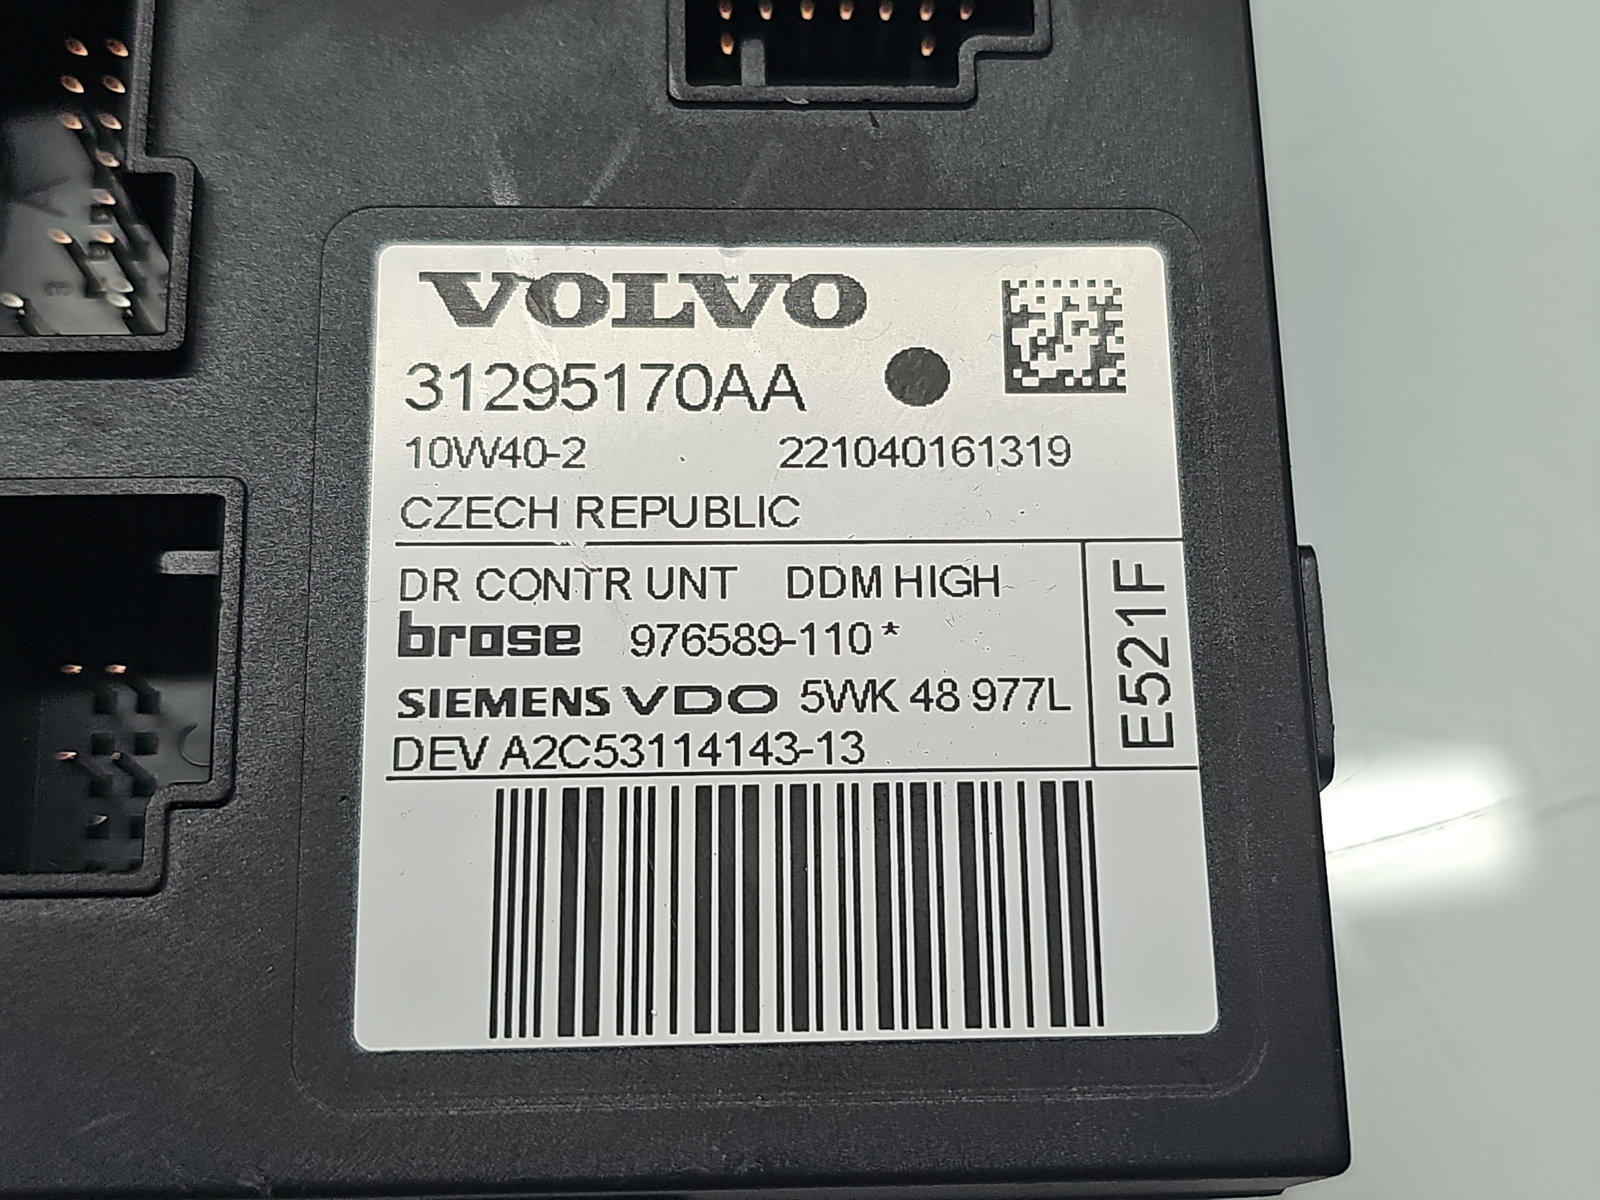 VOLVO
31295170AA
10W40-2 221040161319
CZECH REPUBLIC
DR CONTR UNT DDM HIGH
brose 976589-110*
SIEMENS VDO 5WK 48 977L
DEV A2C53114143-13
E521F